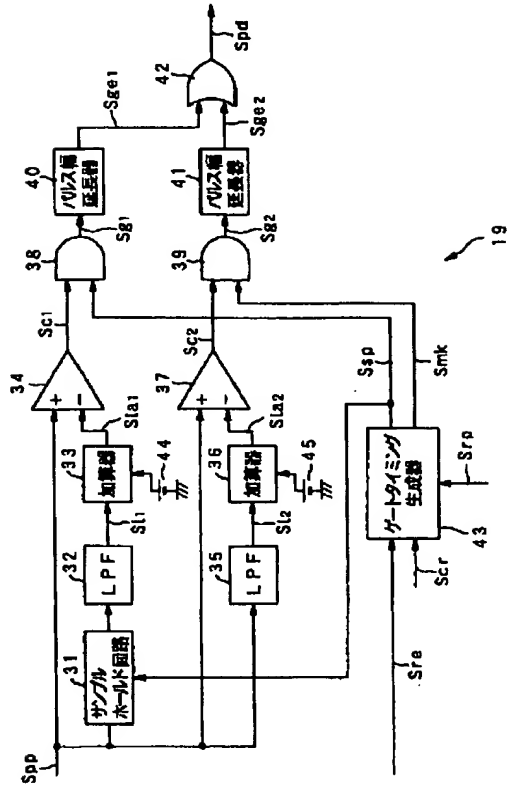 Spp
31
サンプル
ホールド回路
32
LPF
Sl1
33
加算器
44
Sla1
34
+
−
Sc1
38
Sg1
40
パルス幅
延長器
Sge1
42
Spd
35
LPF
Sl2
36
加算器
45
Sla2
37
+
−
Sc2
39
Sg2
41
パルス幅
延長器
Sge2
Ssp
Smk
ゲートタイミング
生成器
43
Sre
Scr
Srp
19